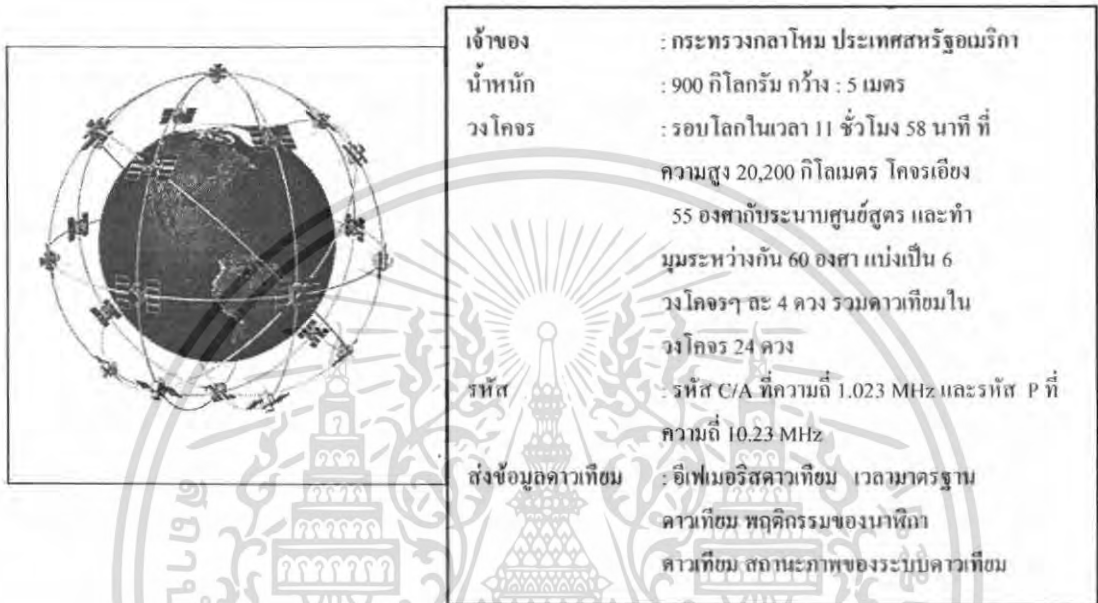 เจ้าของ : กระทรวงกลาโหม ประเทศสหรัฐอเมริกา
น้ำหนัก : 900 กิโลกรัม กว้าง : 5 เมตร
วงโคจร : รอบโลกในเวลา 11 ชั่วโมง 58 นาที ที่
ความสูง 20,200 กิโลเมตร โคจรเอียง
55 องศากับระนาบศูนย์สูตร และทำ
มุมระหว่างกัน 60 องศา แบ่งเป็น 6
วงโคจรๆ ละ 4 ดวง รวมดาวเทียมใน
วงโคจร 24 ดวง
รหัส : รหัส C/A ที่ความถี่ 1.023 MHz และรหัส P ที่
ความถี่ 10.23 MHz
ส่งข้อมูลดาวเทียม : อีเฟเมอริสดาวเทียม เวลามาตรฐาน
ดาวเทียม พฤติกรรมของนาฬิกา
ดาวเทียม สถานะภาพของระบบดาวเทียม